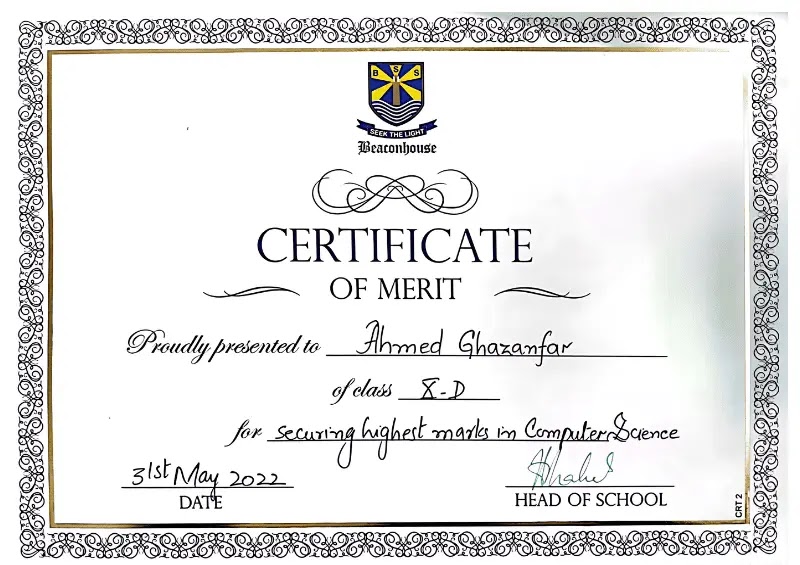 B S S
SEEK THE LIGHT
Beaconhouse
CERTIFICATE
OF MERIT
Proudly presented to Ahmed Ghazanfar
of class X-D
for securing highest marks in Computer Science
31st May 2022
DATE
HEAD OF SCHOOL
CRT 2